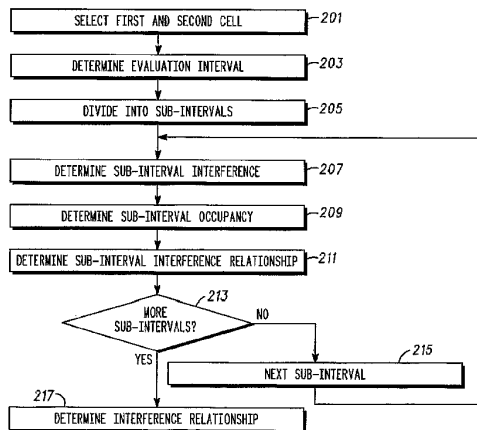 SELECT FIRST AND SECOND CELL
201
DETERMINE EVALUATION INTERVAL
203
DIVIDE INTO SUB-INTERVALS
205
DETERMINE SUB-INTERVAL INTERFERENCE
207
DETERMINE SUB-INTERVAL OCCUPANCY
209
DETERMINE SUB-INTERVAL INTERFERENCE RELATIONSHIP
211
213
MORE
SUB-INTERVALS?
NO
YES
215
NEXT SUB-INTERVAL
217
DETERMINE INTERFERENCE RELATIONSHIP